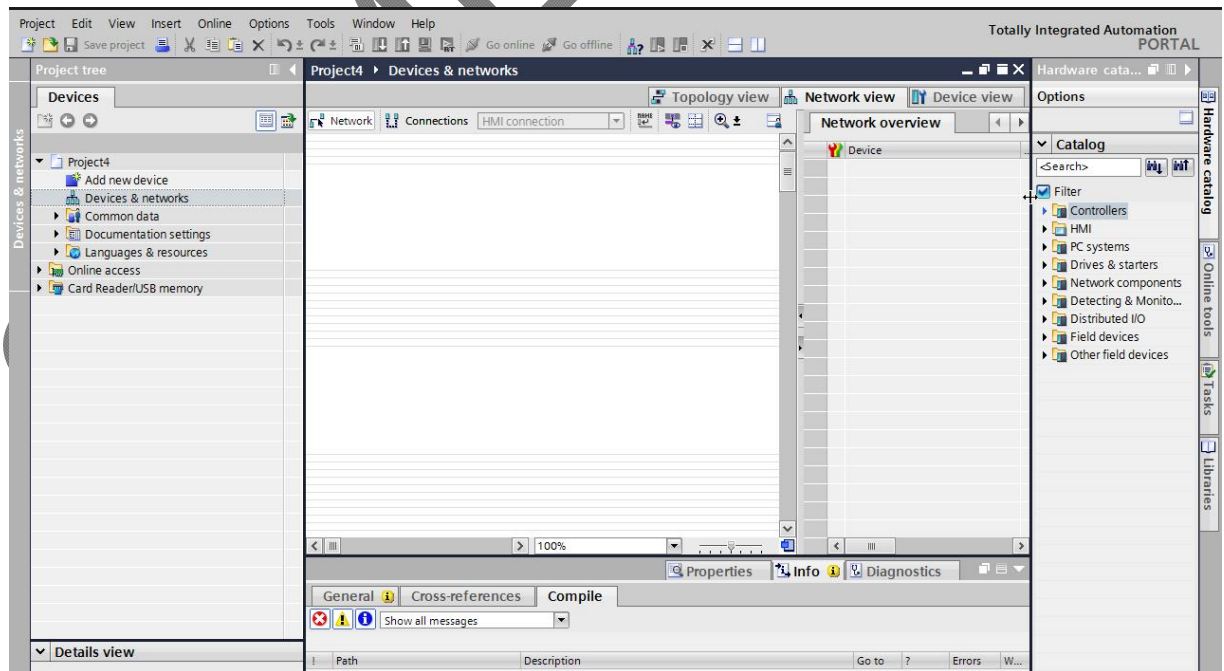 Project Edit View Insert Online Options Tools Window Help
Totally Integrated Automation
PORTAL
Save project Go online Go offline
Project tree
Project4 Devices & networks
Hardware cata...
Devices
Topology view Network view Device view
Options
Network Connections HMI connection
Network overview
Catalog
Device
<Search>
Filter
Project4
Add new device
Devices & networks
Common data
Documentation settings
Languages & resources
Online access
Card Reader/USB memory
Controllers
HMI
PC systems
Drives & starters
Network components
Detecting & Monito...
Distributed I/O
Field devices
Other field devices
Devices & networks
Hardware catalog
Online tools
Tasks
Libraries
100%
Properties Info Diagnostics
General Cross-references Compile
Show all messages
Details view
! Path Description Go to ? Errors W...